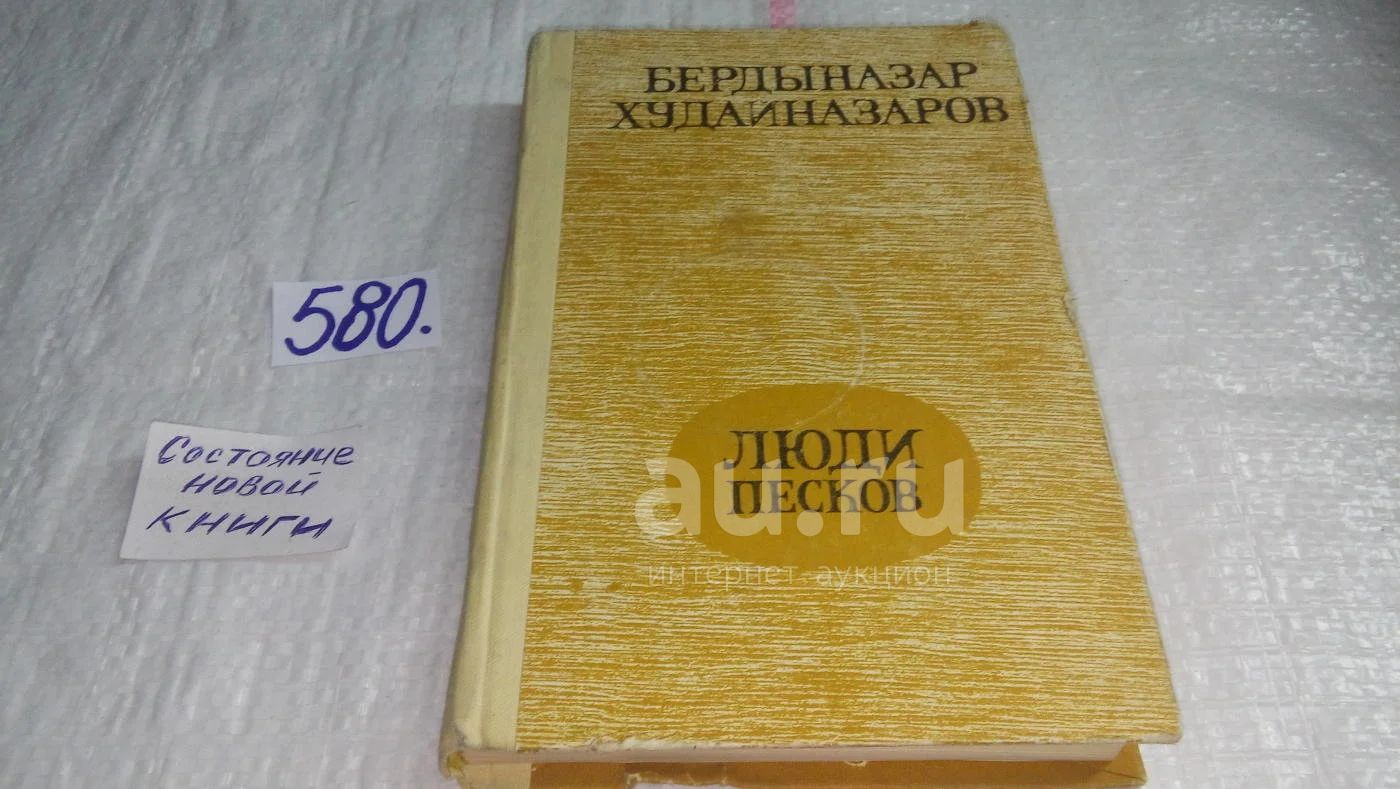 БЕРДЫНАЗАР
ХУДАЙНАЗАРОВ
580.
Состояние
новой
книги
ЛЮДИ
ПЕСКОВ
au.ru
интернет-аукцион